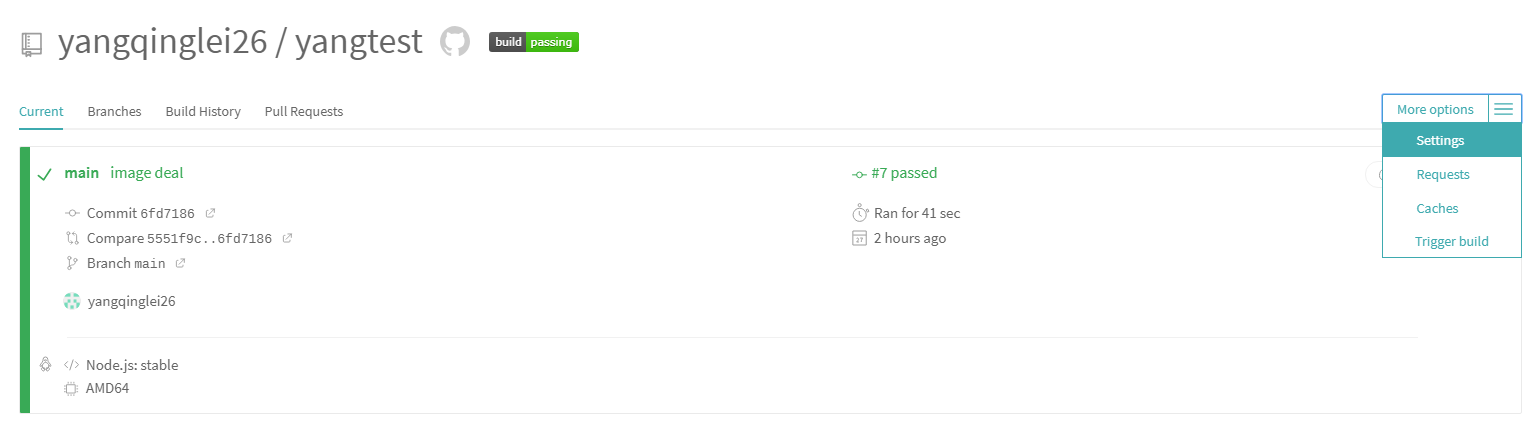 yangqinglei26 / yangtest build passing
Current Branches Build History Pull Requests More options
Settings
main image deal #7 passed
Requests
Commit 6fd7186 Ran for 41 sec
Caches
Compare 5551f9c..6fd7186 2 hours ago
Trigger build
Branch main
yangqinglei26
Node.js: stable
AMD64